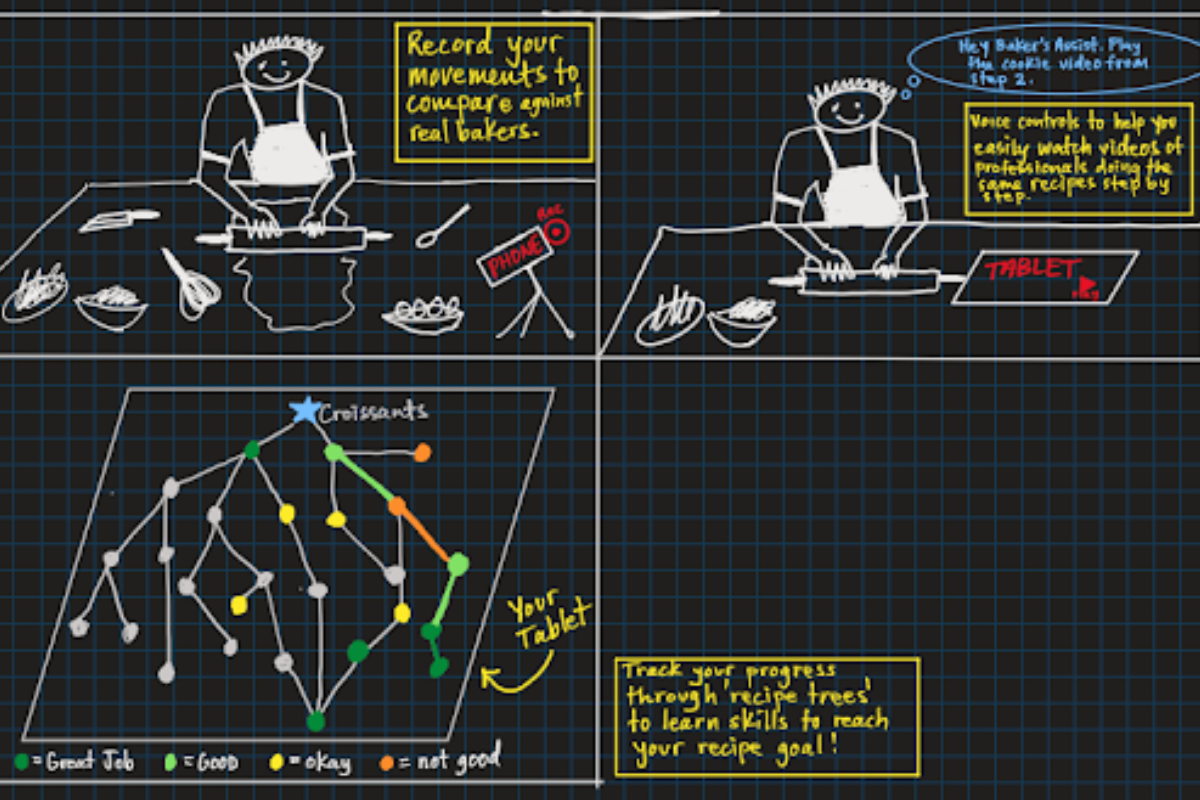 Record your
movements to
compare against
real bakers.
REC
PHONE
Hey Baker's Assist. Play
the cookie video from
step 2.
Voice controls to help you
easily watch videos of
professionals doing the
same recipes step by
step.
TABLET
Play
Croissants
Your
Tablet
= Great Job
= GOOD
= okay
= not good
Track your progress
through 'recipe trees'
to learn skills to reach
your recipe goal!